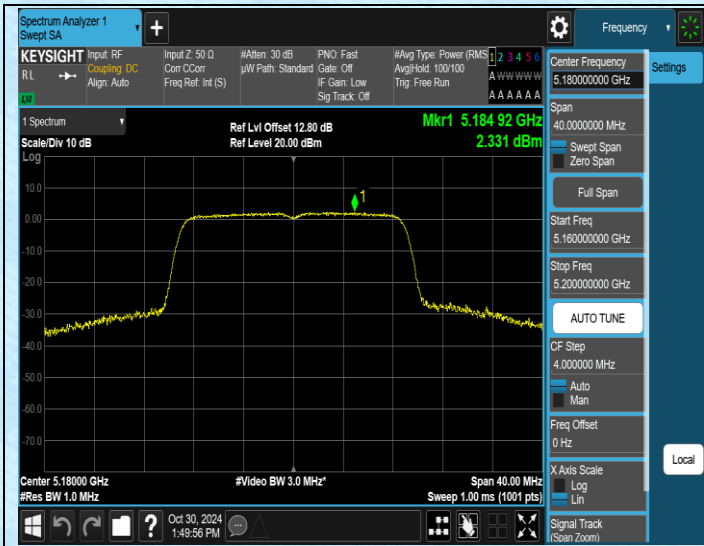 Spectrum Analyzer 1
Swept SA
+
Frequency
KEYSIGHT
RL
LXI
Input: RF
Coupling: DC
Align: Auto
Input Z: 50 Ω
Corr CCorr
Freq Ref: Int (S)
#Atten: 30 dB
µW Path: Standard
PNO: Fast
Gate: Off
IF Gain: Low
Sig Track: Off
#Avg Type: Power (RMS
Avg|Hold: 100/100
Trig: Free Run
1 2 3 4 5 6
A W W W W W
A A A A A A
1 Spectrum
Scale/Div 10 dB
Log
Ref Lvl Offset 12.80 dB
Ref Level 20.00 dBm
Mkr1 5.184 92 GHz
2.331 dBm
10.0
0.00
-10.0
-20.0
-30.0
-40.0
-50.0
-60.0
-70.0
1
Center 5.18000 GHz
#Res BW 1.0 MHz
#Video BW 3.0 MHz*
Span 40.00 MHz
Sweep 1.00 ms (1001 pts)
Oct 30, 2024
1:49:56 PM
?
Center Frequency
5.180000000 GHz
Settings
Span
40.0000000 MHz
Swept Span
Zero Span
Full Span
Start Freq
5.160000000 GHz
Stop Freq
5.200000000 GHz
AUTO TUNE
CF Step
4.000000 MHz
Auto
Man
Freq Offset
0 Hz
X Axis Scale
Log
Lin
Signal Track
(Span Zoom)
Local